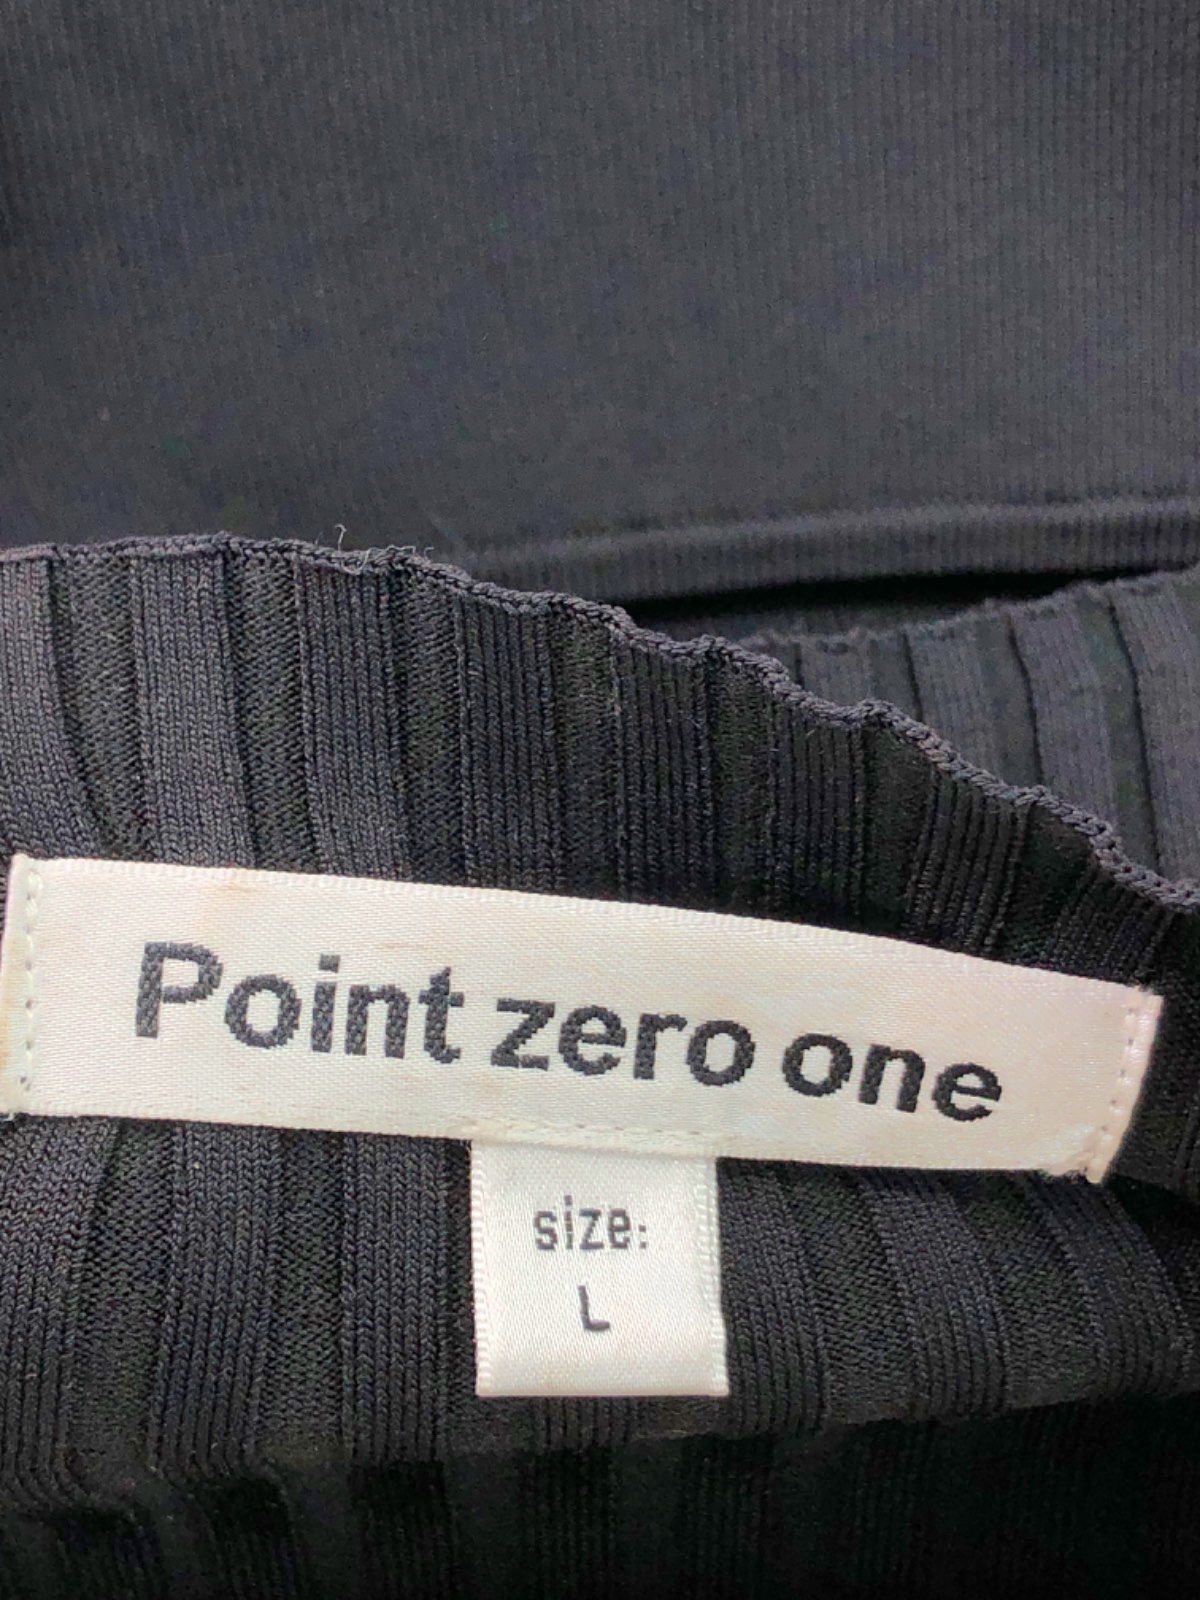 Point zero one
size:
L